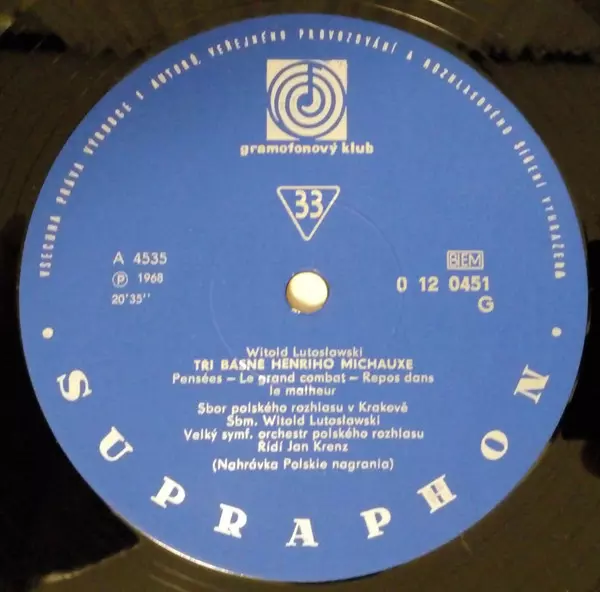 VŠECHNA PRÁVA VÝROBCE I AUTORŮ, VEŘEJNÉHO PROVOZOVÁNÍ A ROZHLASOVÉHO ŠÍŘENÍ VYHRAZENA
gramofonový klub
33
A 4535
Ⓟ 1968
20'35''
BIEM
0 12 0451
G
Witold Lutosławski
TŘI BÁSNĚ HENRIHO MICHAUXE
Pensées – Le grand combat – Repos dans
le malheur
Sbor polského rozhlasu v Krakově
Sbm. Witold Lutosławski
Velký symf. orchestr polského rozhlasu
Řídí Jan Krenz
(Nahrávka Polskie nagrania)
SUPRAPHON